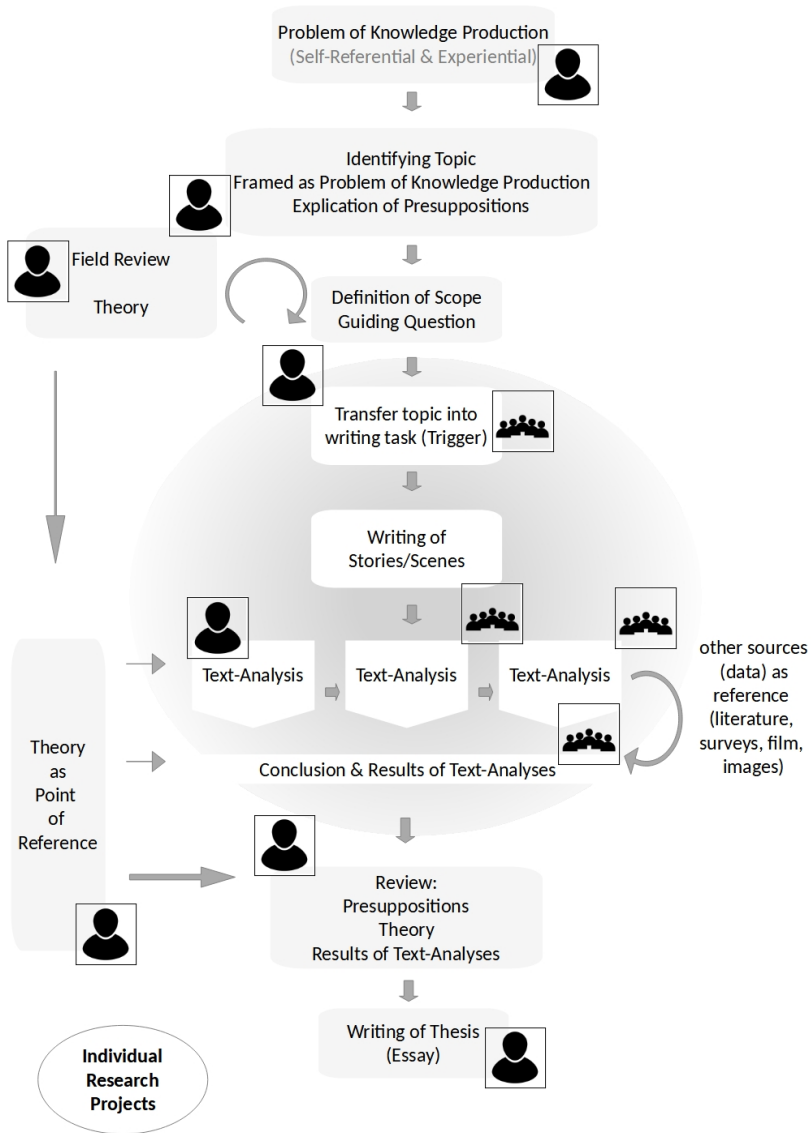 Problem of Knowledge Production
(Self-Referential & Experiential)
Identifying Topic
Framed as Problem of Knowledge Production
Explication of Presuppositions
Field Review
Theory
Definition of Scope
Guiding Question
Transfer topic into
writing task (Trigger)
Writing of
Stories/Scenes
Text-Analysis
Text-Analysis
Text-Analysis
other sources
(data) as
reference
(literature,
surveys, film,
images)
Theory
as
Point
of
Reference
Conclusion & Results of Text-Analyses
Review:
Presuppositions
Theory
Results of Text-Analyses
Writing of Thesis
(Essay)
Individual
Research
Projects